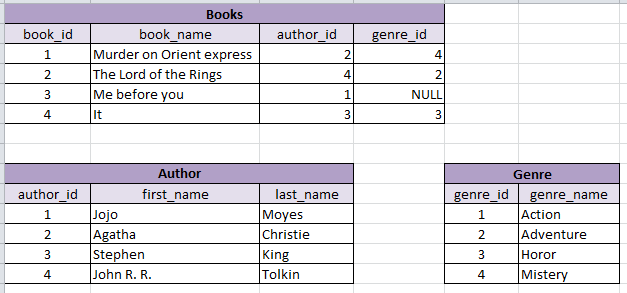 Books
book_id book_name author_id genre_id
1 Murder on Orient express 2 4
2 The Lord of the Rings 4 2
3 Me before you 1 NULL
4 It 3 3
Author
author_id first_name last_name
1 Jojo Moyes
2 Agatha Christie
3 Stephen King
4 John R. R. Tolkin
Genre
genre_id genre_name
1 Action
2 Adventure
3 Horor
4 Mistery